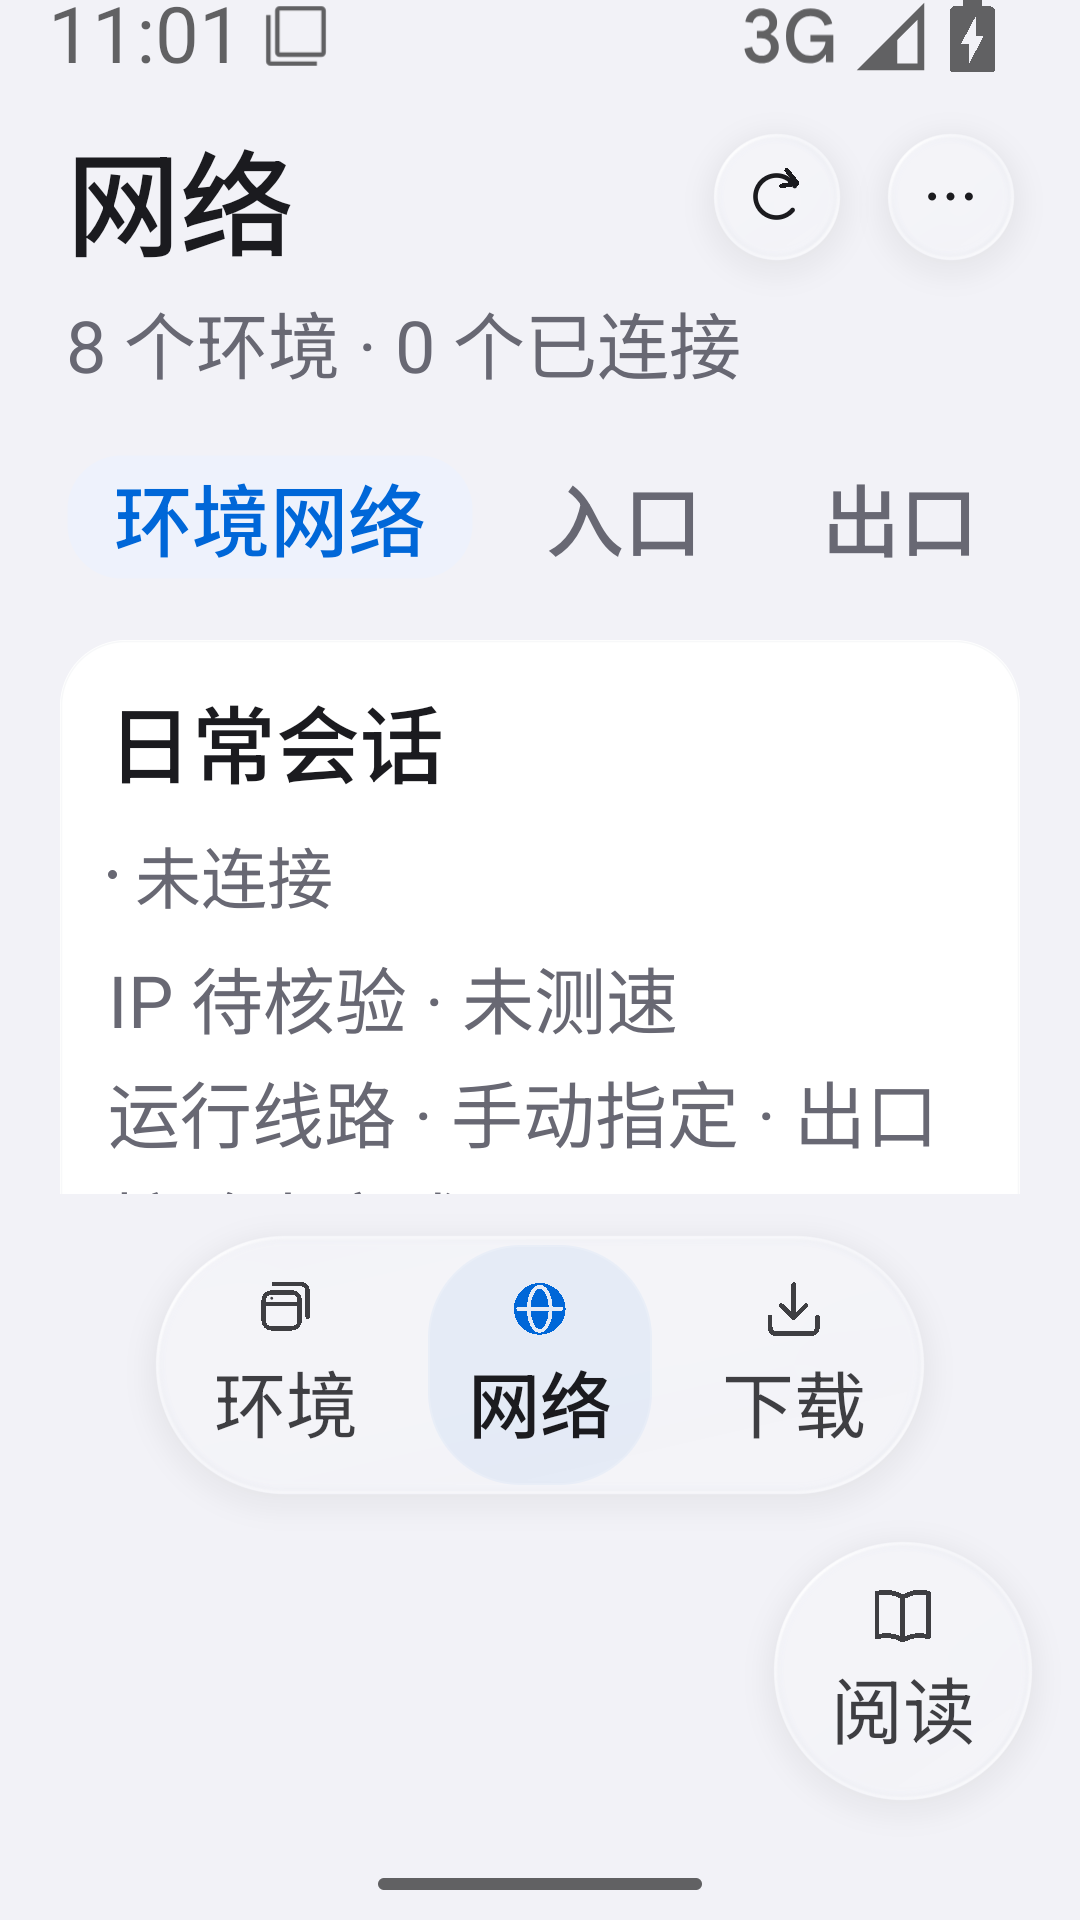 11:01 3G
网络
8 个环境 · 0 个已连接
环境网络 入口 出口
日常会话
· 未连接
IP 待核验 · 未测速
运行线路 · 手动指定 · 出口
环境 网络 下载
阅读